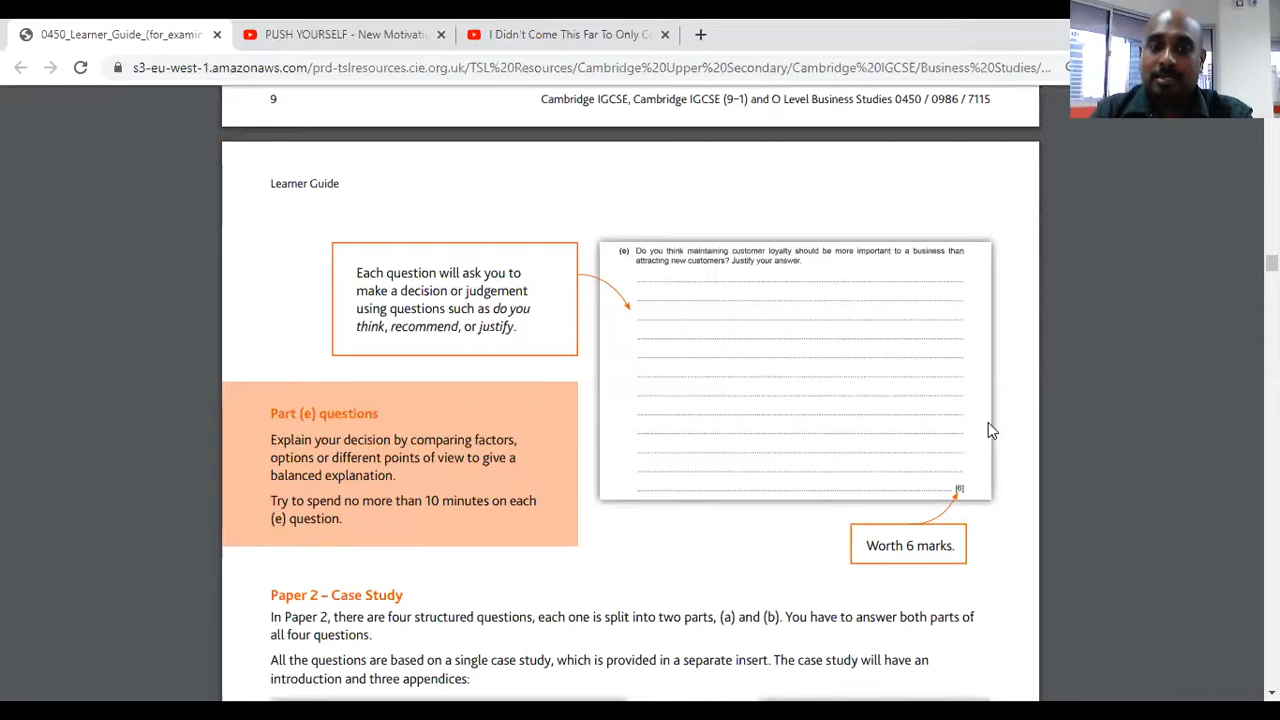 0450_Learner_Guide_(for_examin
PUSH YOURSELF - New Motivati
I Didn't Come This Far To Only C
s3-eu-west-1.amazonaws.com/prd-tslresources.cie.org.uk/TSL%20Resources/Cambridge%20Upper%20Secondary/Cambridge%20IGCSE/Business%20Studies/...
9
Cambridge IGCSE, Cambridge IGCSE (9–1) and O Level Business Studies 0450 / 0986 / 7115
Learner Guide
Each question will ask you to
make a decision or judgement
using questions such as do you
think, recommend, or justify.
(e) Do you think maintaining customer loyalty should be more important to a business than
attracting new customers? Justify your answer.
[6]
Worth 6 marks.
Part (e) questions
Explain your decision by comparing factors,
options or different points of view to give a
balanced explanation.
Try to spend no more than 10 minutes on each
(e) question.
Paper 2 – Case Study
In Paper 2, there are four structured questions, each one is split into two parts, (a) and (b). You have to answer both parts of
all four questions.
All the questions are based on a single case study, which is provided in a separate insert. The case study will have an
introduction and three appendices: